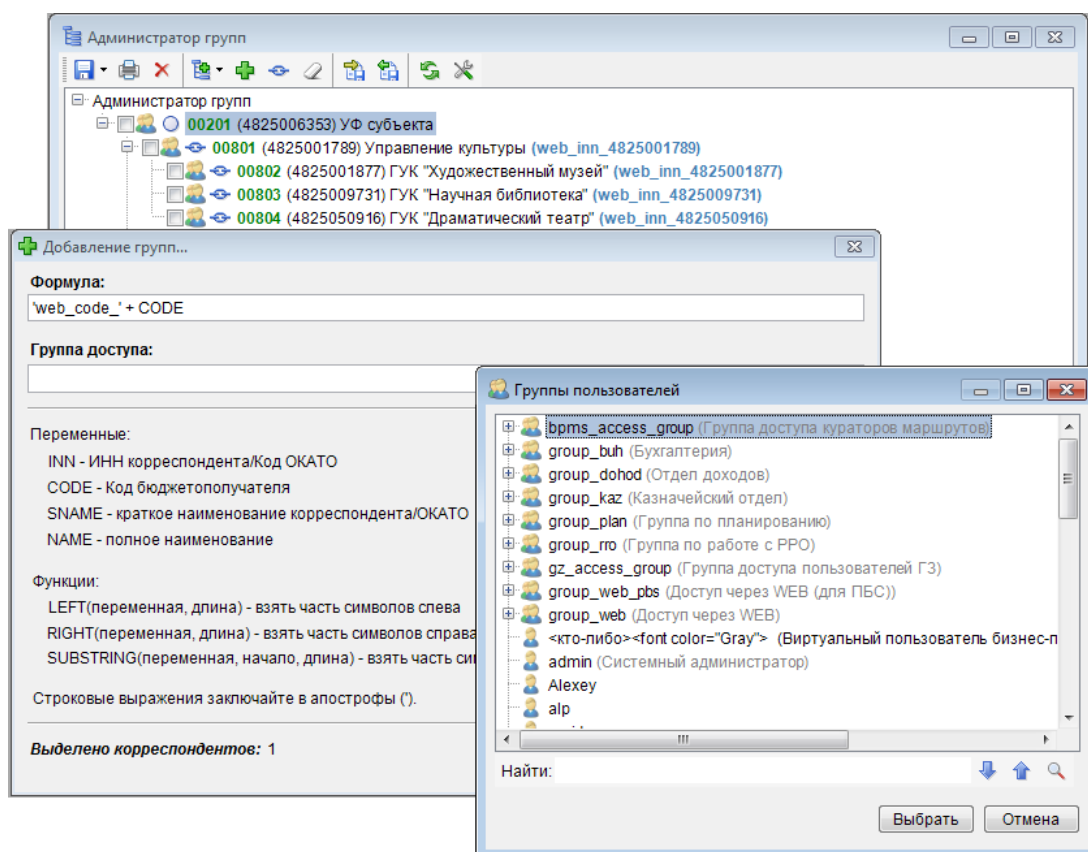 Администратор групп
Администратор групп
00201 (4825006353) УФ субъекта
00801 (4825001789) Управление культуры (web_inn_4825001789)
00802 (4825001877) ГУК "Художественный музей" (web_inn_4825001877)
00803 (4825009731) ГУК "Научная библиотека" (web_inn_4825009731)
00804 (4825050916) ГУК "Драматический театр" (web_inn_4825050916)
Добавление групп...
Формула:
'web_code_' + CODE
Группа доступа:
Переменные:
INN - ИНН корреспондента/Код ОКАТО
CODE - Код бюджетополучателя
SNAME - краткое наименование корреспондента/ОКАТО
NAME - полное наименование
Функции:
LEFT(переменная, длина) - взять часть символов слева
RIGHT(переменная, длина) - взять часть символов справа
SUBSTRING(переменная, начало, длина) - взять часть си
Строковые выражения заключайте в апострофы (').
Выделено корреспондентов: 1
Группы пользователей
bpms_access_group (Группа доступа кураторов маршрутов)
group_buh (Бухгалтерия)
group_dohod (Отдел доходов)
group_kaz (Казначейский отдел)
group_plan (Группа по планированию)
group_rro (Группа по работе с РРО)
gz_access_group (Группа доступа пользователей ГЗ)
group_web_pbs (Доступ через WEB (для ПБС))
group_web (Доступ через WEB)
<кто-либо><font color="Gray"> (Виртуальный пользователь бизнес-п
admin (Системный администратор)
Alexey
alp
Найти:
Выбрать Отмена